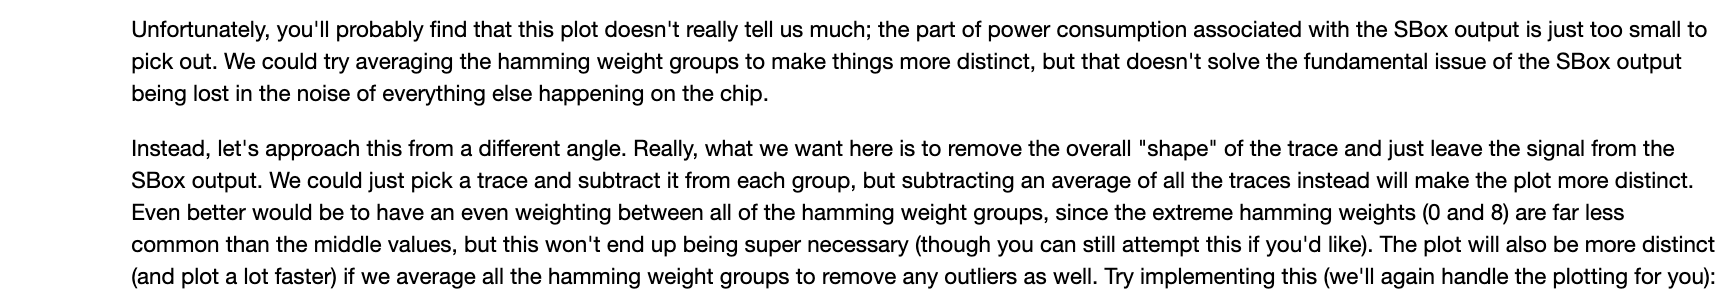 Unfortunately, you'll probably find that this plot doesn't really tell us much; the part of power consumption associated with the SBox output is just too small to
pick out. We could try averaging the hamming weight groups to make things more distinct, but that doesn't solve the fundamental issue of the SBox output
being lost in the noise of everything else happening on the chip.
Instead, let's approach this from a different angle. Really, what we want here is to remove the overall "shape" of the trace and just leave the signal from the
SBox output. We could just pick a trace and subtract it from each group, but subtracting an average of all the traces instead will make the plot more distinct.
Even better would be to have an even weighting between all of the hamming weight groups, since the extreme hamming weights (0 and 8) are far less
common than the middle values, but this won't end up being super necessary (though you can still attempt this if you'd like). The plot will also be more distinct
(and plot a lot faster) if we average all the hamming weight groups to remove any outliers as well. Try implementing this (we'll again handle the plotting for you):